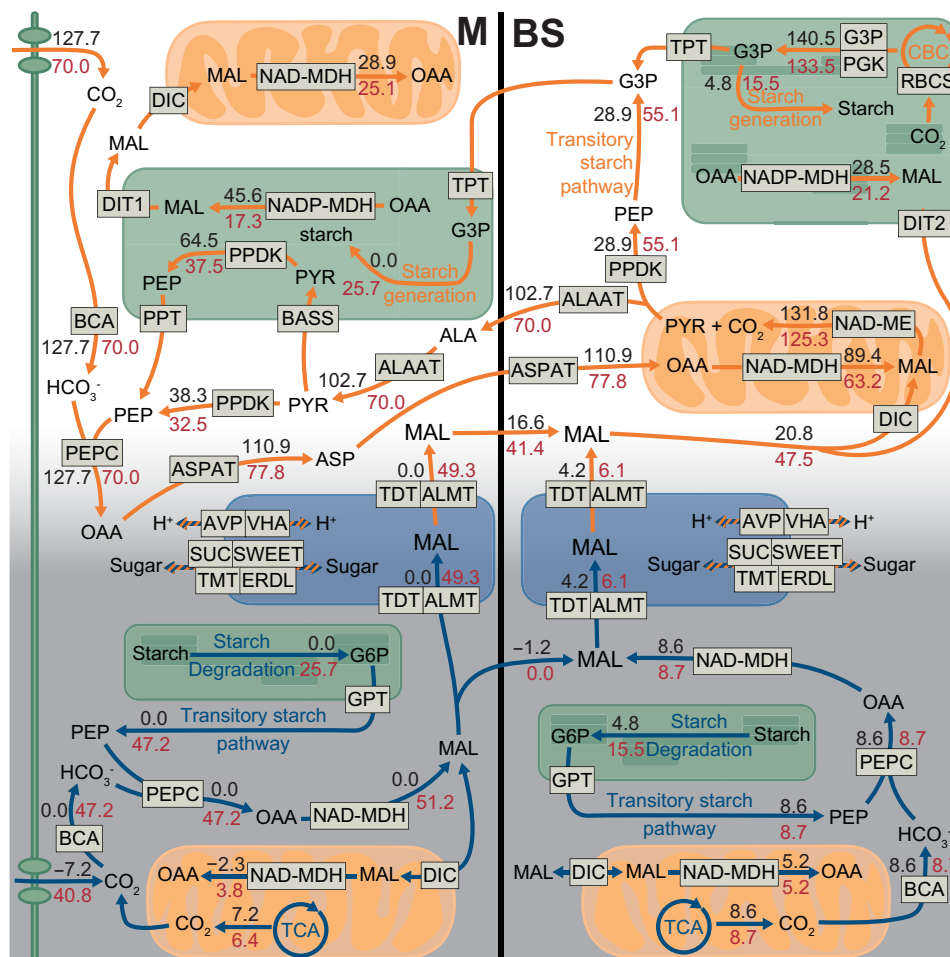 M BS
127.7
70.0
CO2
MAL
NAD-MDH
28.9
25.1
OAA
DIC
MAL
DIT1
MAL
45.6
17.3
NADP-MDH
OAA
TPT
G3P
starch
0.0
25.7
Starch
generation
64.5
37.5
PPDK
PEP
PYR
PPT
BASS
BCA
127.7 70.0
HCO3-
PEP
38.3
32.5
PPDK
PYR
102.7
70.0
ALAAT
ALA
102.7
70.0
ALAAT
PEPC
127.7 70.0
OAA
ASPAT
110.9
77.8
ASP
ASPAT
110.9
77.8
G3P
TPT
G3P
140.5
133.5
G3P
PGK
CBC
RBCS
CO2
4.8 15.5
Starch
generation
Starch
28.9 55.1
Transitory
starch
pathway
OAA
NADP-MDH
28.5
21.2
MAL
DIT2
PEP
28.9 55.1
PPDK
PYR + CO2
131.8
125.3
NAD-ME
OAA
NAD-MDH
89.4
63.2
MAL
DIC
MAL
16.6
41.4
MAL
20.8
47.5
0.0 49.3
TDT ALMT
MAL
0.0 49.3
TDT ALMT
H+
AVP VHA
H+
Sugar
SUC SWEET
TMT ERDL
Sugar
4.2 6.1
TDT ALMT
MAL
4.2 6.1
TDT ALMT
H+
AVP VHA
H+
Sugar
SUC SWEET
TMT ERDL
Sugar
Starch
Starch
Degradation
0.0
25.7
G6P
GPT
−1.2
0.0
MAL
8.6
8.7
NAD-MDH
OAA
PEP
0.0
47.2
Transitory starch
pathway
MAL
HCO3-
0.0 47.2
BCA
PEPC
0.0
47.2
OAA
NAD-MDH
0.0
51.2
−7.2
40.8
CO2
OAA
−2.3
3.8
NAD-MDH
MAL
DIC
CO2
7.2
6.4
TCA
G6P
4.8
15.5
Starch
Degradation
Starch
GPT
Transitory starch
pathway
8.6
8.7
PEP
8.6 8.7
PEPC
HCO3-
8.6 8.
BCA
MAL
DIC
MAL
NAD-MDH
5.2
5.2
OAA
TCA
8.6
8.7
CO2